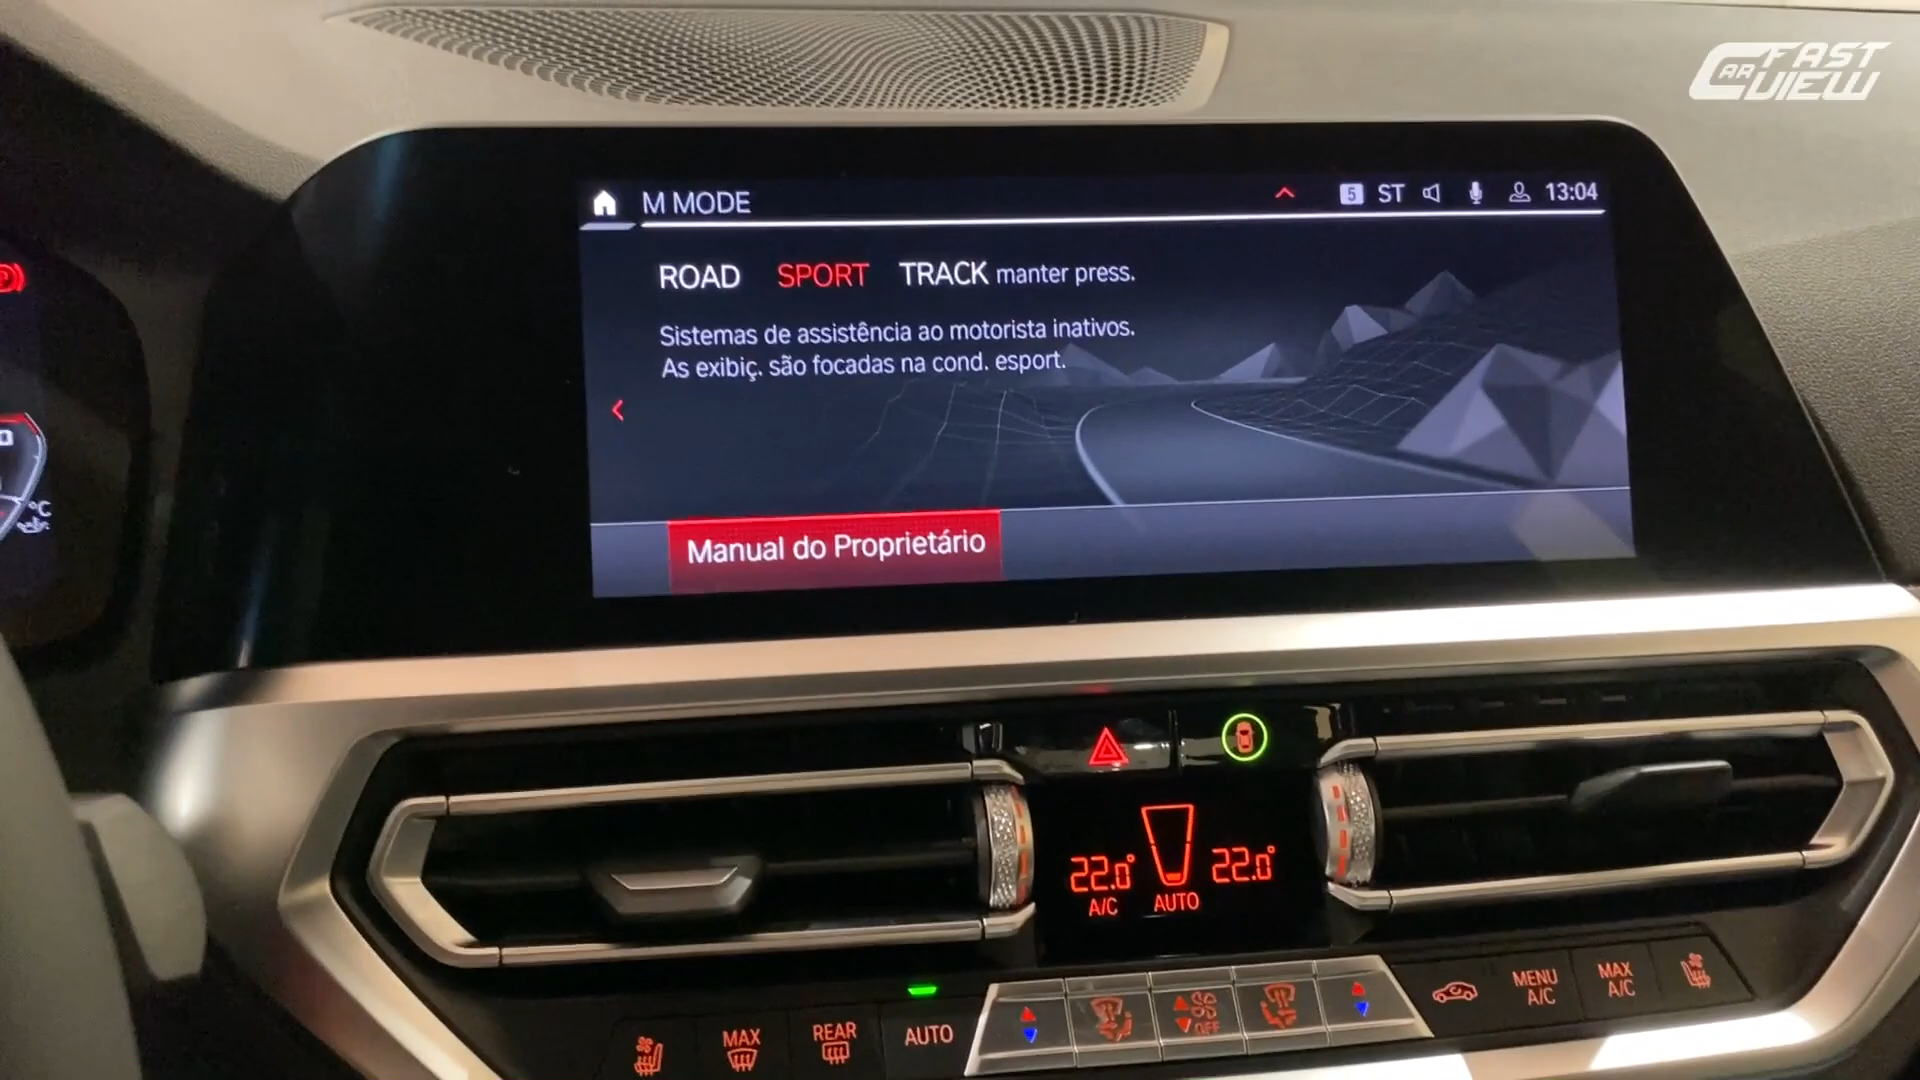 CAR FAST VIEW
M MODE
5 ST 13:04
ROAD SPORT TRACK manter press.
Sistemas de assistência ao motorista inativos.
As exibiç. são focadas na cond. esport.
°C
Manual do Proprietário
22.0° 22.0°
A/C AUTO
MAX
REAR
AUTO
OFF
MENU
A/C
MAX
A/C